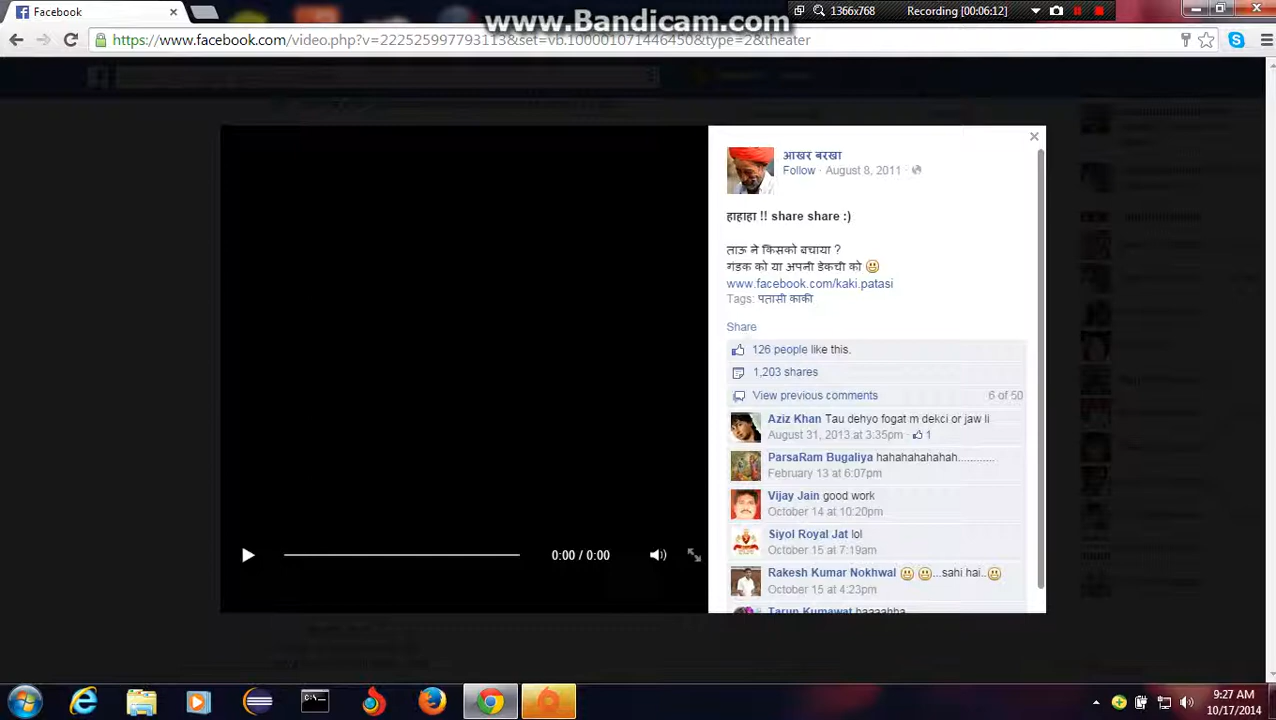 www.Bandicam.com
Facebook
1366x768
Recording [00:06:12]
https://www.facebook.com/video.php?v=222525997793113&set=vb.100001071446450&type=2&theater
आखर बरखा
Follow · August 8, 2011 ·
हाहाहा !! share share :)
ताऊ ने किसको बचाया ?
गंडक को या अपनी डेकची को
www.facebook.com/kaki.patasi
Tags: पतासी काकी
Share
126 people like this.
1,203 shares
View previous comments
6 of 50
Aziz Khan Tau dehyo fogat m dekci or jaw li
August 31, 2013 at 3:35pm · 1
ParsaRam Bugaliya hahahahahahah............
February 13 at 6:07pm
Vijay Jain good work
October 14 at 10:20pm
Siyol Royal Jat lol
October 15 at 7:19am
Rakesh Kumar Nokhwal ...sahi hai..
October 15 at 4:23pm
Tarun Kumawat haaaahha
0:00 / 0:00
9:27 AM
10/17/2014